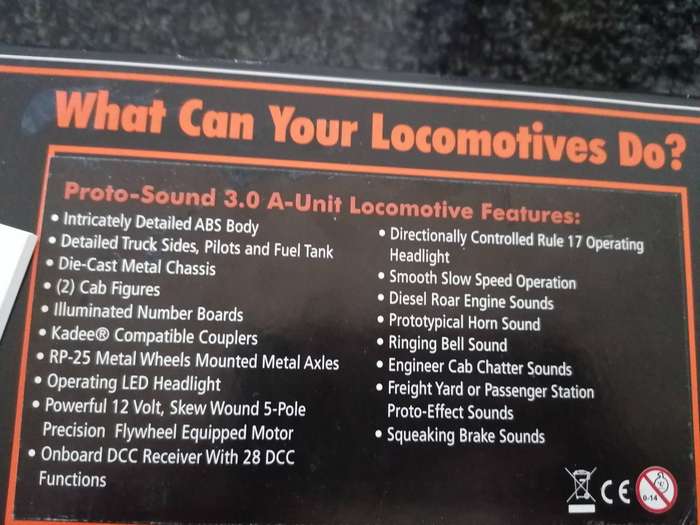 What Can Your Locomotives Do?
Proto-Sound 3.0 A-Unit Locomotive Features:
• Intricately Detailed ABS Body
• Detailed Truck Sides, Pilots and Fuel Tank
• Die-Cast Metal Chassis
• (2) Cab Figures
• Illuminated Number Boards
• Kadee® Compatible Couplers
• RP-25 Metal Wheels Mounted Metal Axles
• Operating LED Headlight
• Powerful 12 Volt, Skew Wound 5-Pole
Precision Flywheel Equipped Motor
• Onboard DCC Receiver With 28 DCC
Functions
• Directionally Controlled Rule 17 Operating
Headlight
• Smooth Slow Speed Operation
• Diesel Roar Engine Sounds
• Prototypical Horn Sound
• Ringing Bell Sound
• Engineer Cab Chatter Sounds
• Freight Yard or Passenger Station
Proto-Effect Sounds
• Squeaking Brake Sounds
CE
0-14